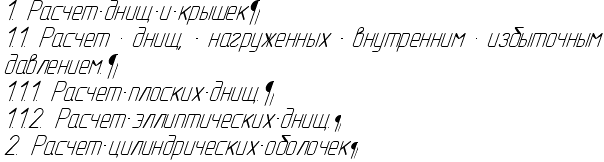 1. Расчет·днищ·и·крышек¶
1.1. Расчет · днищ, · нагруженных · внутренним · избыточным
давлением.¶
1.1.1. Расчет·плоских·днищ.¶
1.1.2. Расчет·эллиптических·днищ.¶
2. Расчет·цилиндрических·оболочек¶